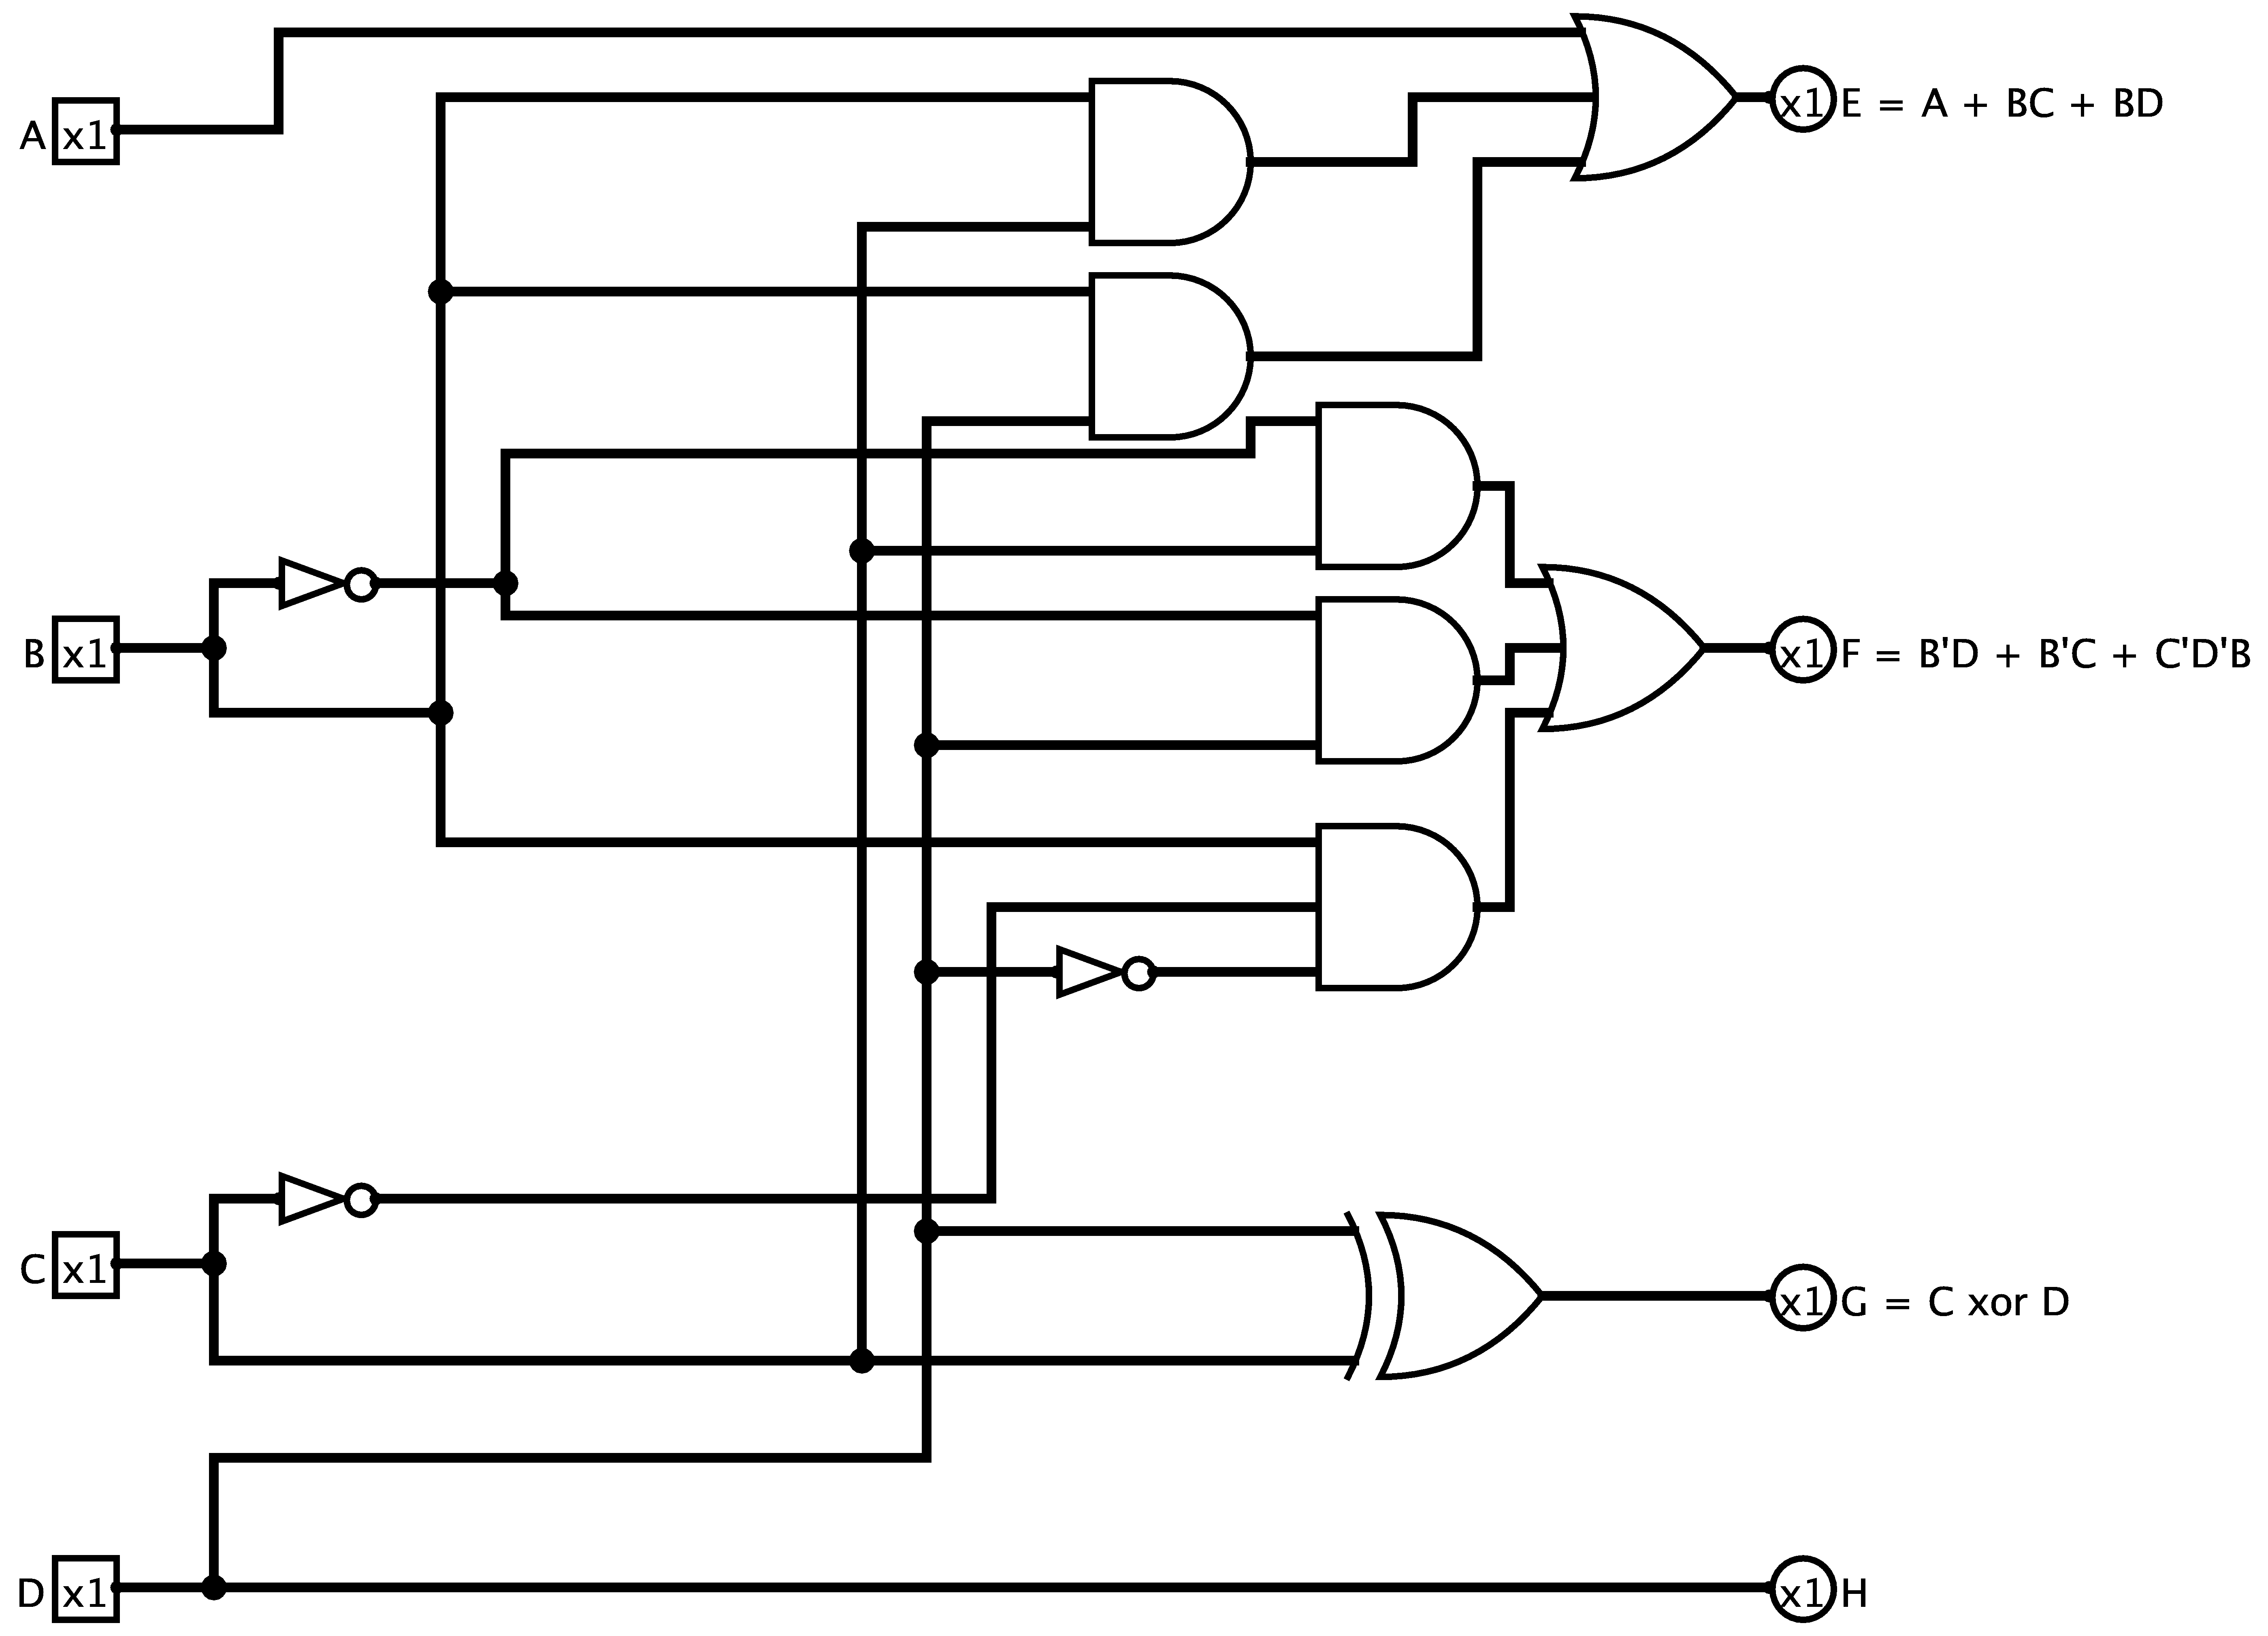 A x1
x1 E = A + BC + BD
B x1
x1 F = B'D + B'C + C'D'B
C x1
x1 G = C xor D
D x1
x1 H